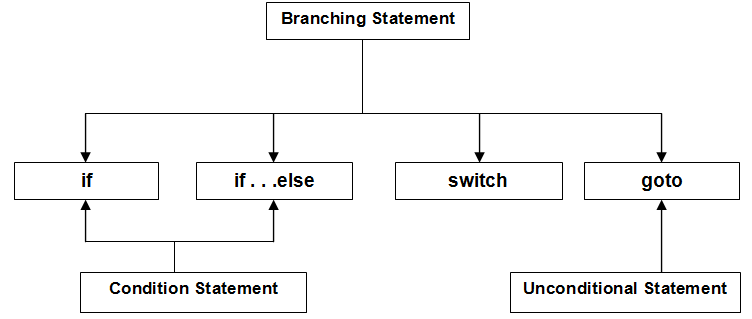 Branching Statement
if
if . . .else
switch
goto
Condition Statement
Unconditional Statement